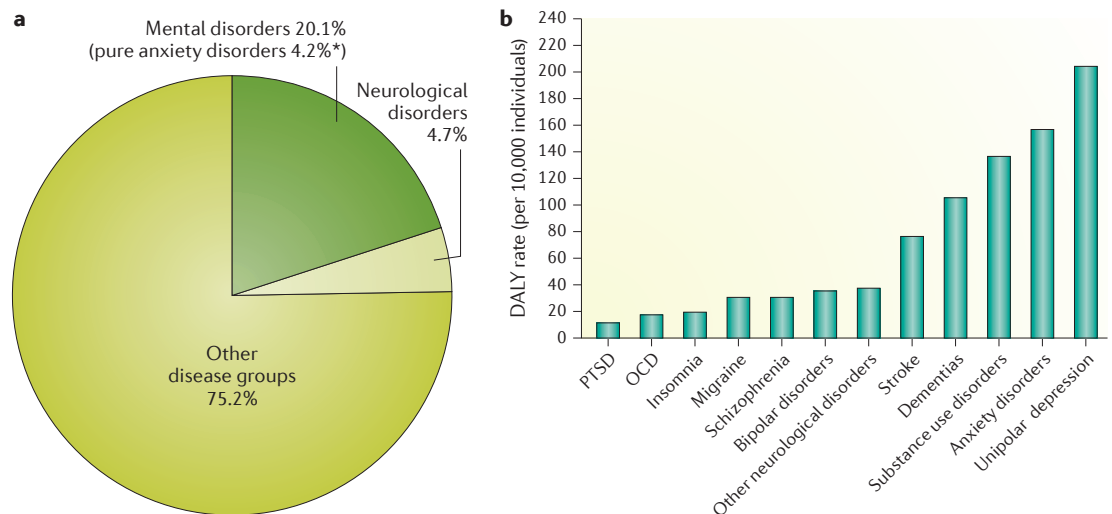 a
Mental disorders 20.1%
(pure anxiety disorders 4.2%*)
Neurological
disorders
4.7%
Other
disease groups
75.2%
b
DALY rate (per 10,000 individuals)
240
220
200
180
160
140
120
100
80
60
40
20
0
PTSD
OCD
Insomnia
Migraine
Schizophrenia
Bipolar disorders
Other neurological disorders
Stroke
Dementias
Substance use disorders
Anxiety disorders
Unipolar depression